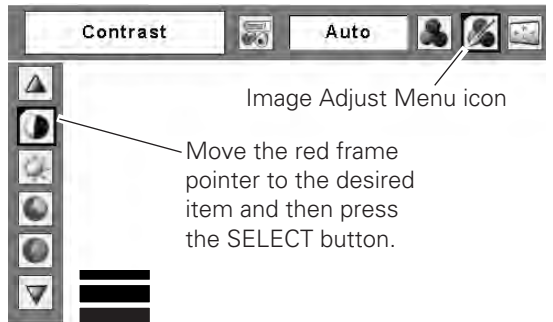 Contrast
Auto
Image Adjust Menu icon
Move the red frame
pointer to the desired
item and then press
the SELECT button.